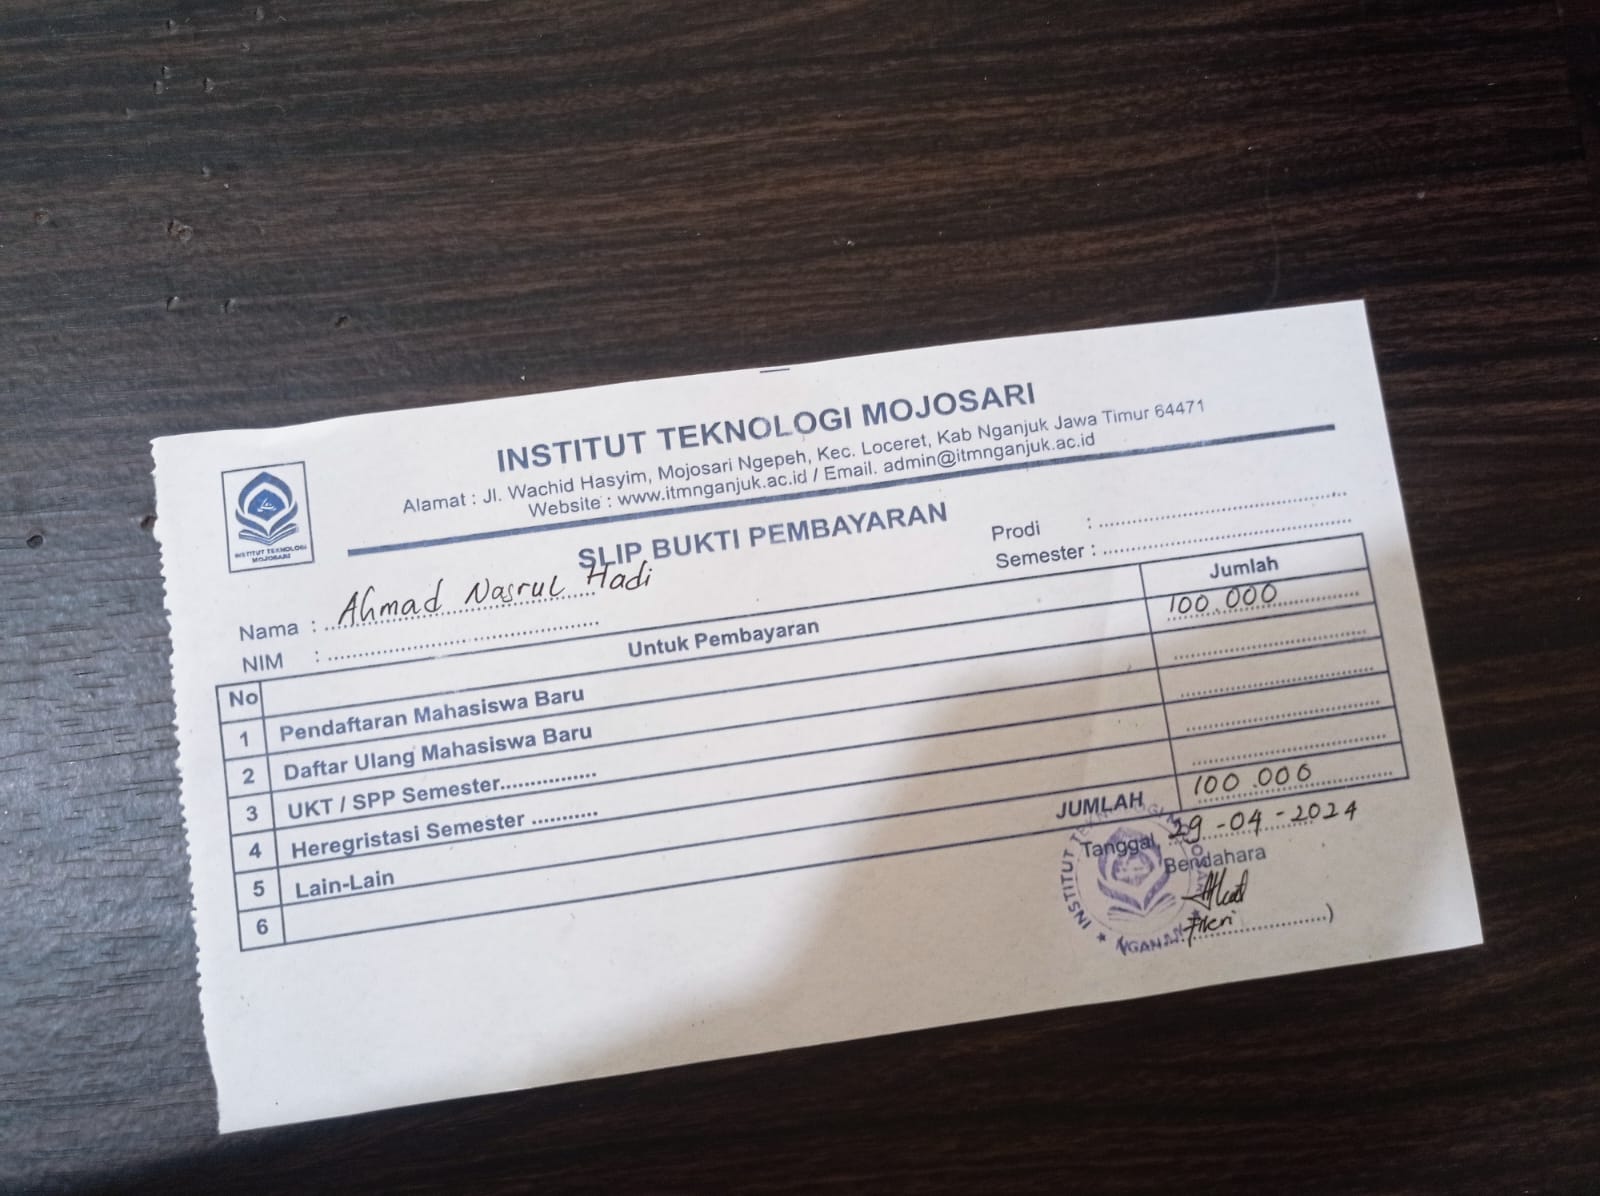 INSTITUT TEKNOLOGI MOJOSARI
Alamat : Jl. Wachid Hasyim, Mojosari Ngepeh, Kec. Loceret, Kab Nganjuk Jawa Timur 64471
Website : www.itmnganjuk.ac.id / Email. admin@itmnganjuk.ac.id
INSTITUT TEKNOLOGI
MOJOSARI
SLIP BUKTI PEMBAYARAN
Nama : Ahmad Nasrul Hadi
NIM :
Prodi :
Semester :
No Untuk Pembayaran Jumlah
1 Pendaftaran Mahasiswa Baru 100.000
2 Daftar Ulang Mahasiswa Baru
3 UKT / SPP Semester...............
4 Heregristasi Semester ...........
5 Lain-Lain
6
JUMLAH 100.000
Tanggal, 29-04-2024
Bendahara
Fikri ......................)
INSTITUT TEKNOLOGI MOJOSARI
NGANJUK